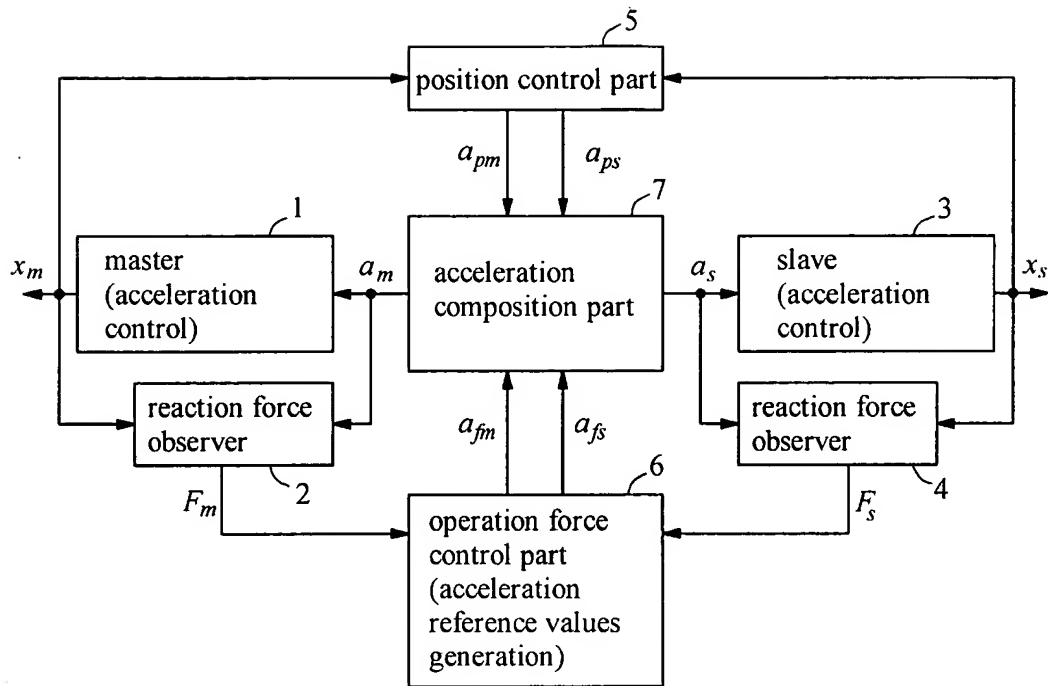 5
position control part
a_pm
a_ps
1
7
3
x_m
master
(acceleration
control)
a_m
acceleration
composition part
a_s
slave
(acceleration
control)
x_s
reaction force
observer
a_fm
a_fs
reaction force
observer
2
6
4
F_m
operation force
control part
(acceleration
reference values
generation)
F_s